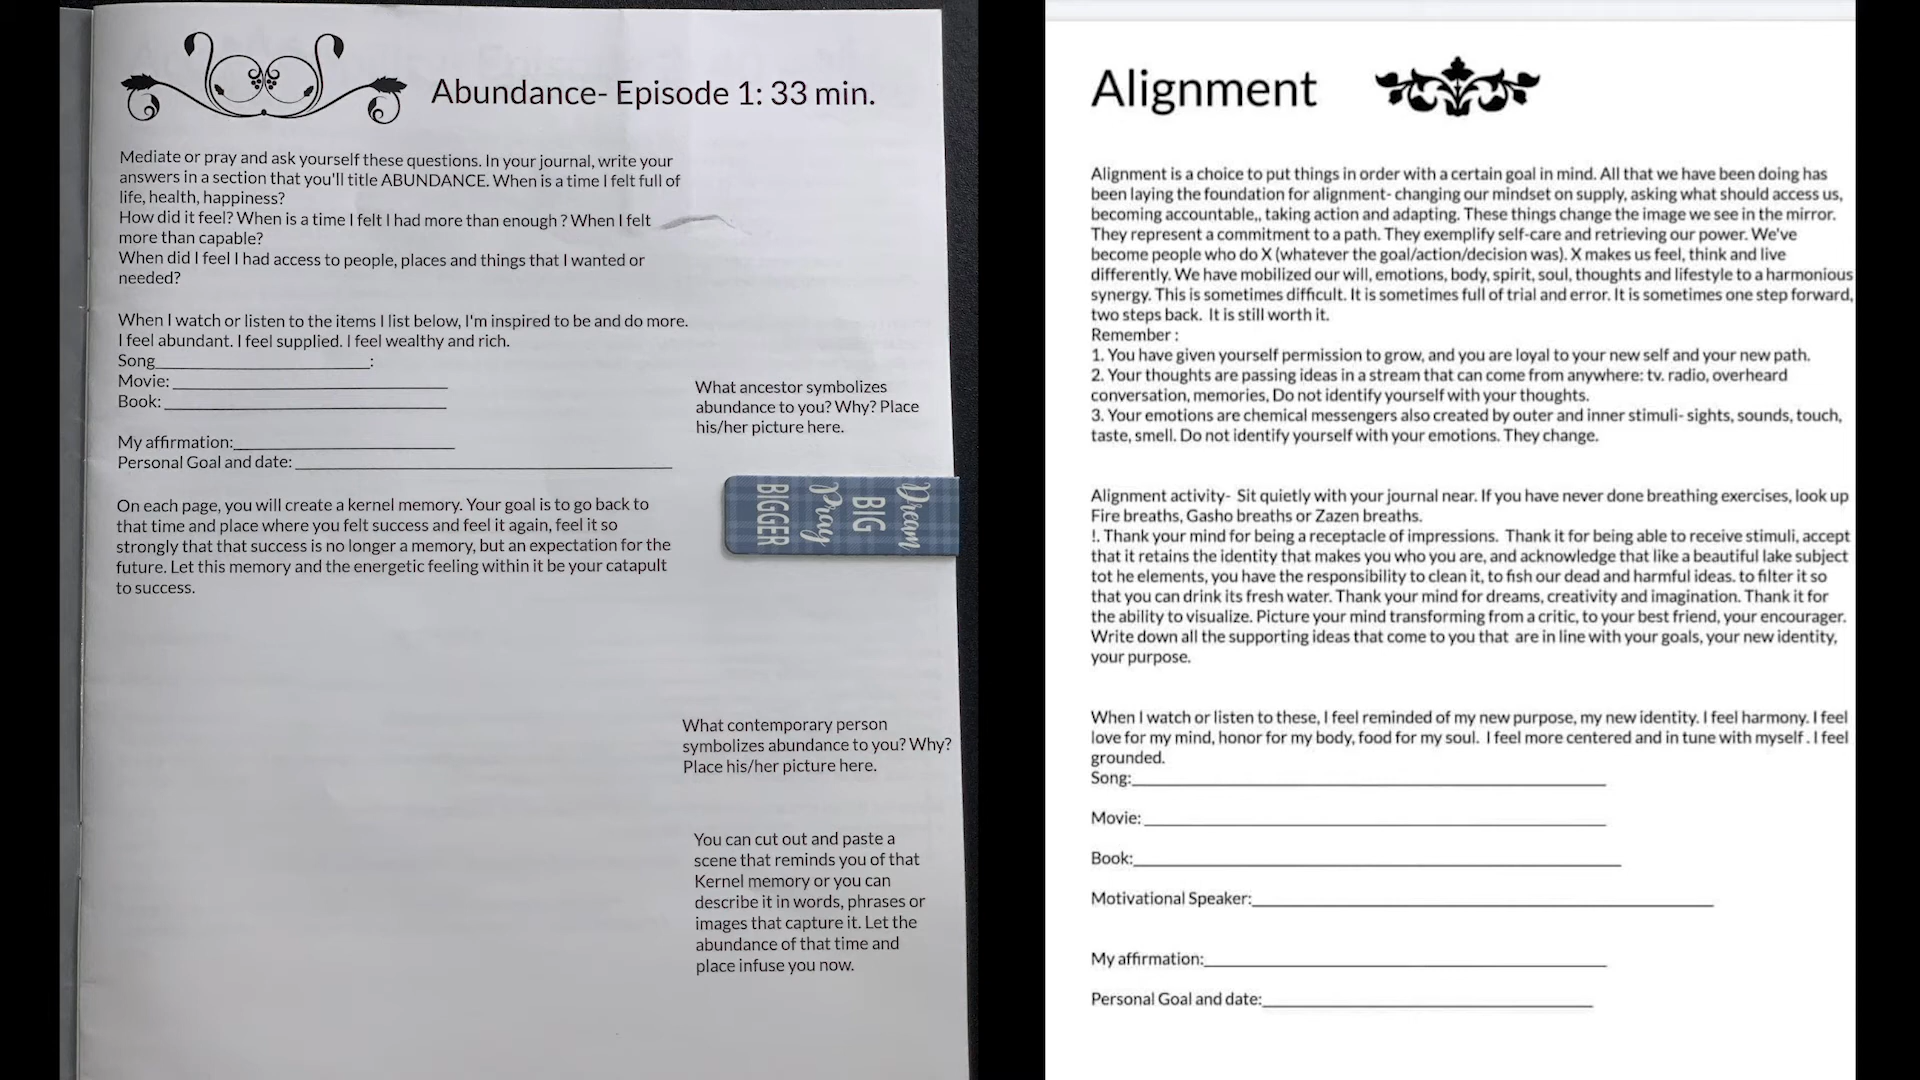 Abundance- Episode 1: 33 min.
Mediate or pray and ask yourself these questions. In your journal, write your
answers in a section that you'll title ABUNDANCE. When is a time I felt full of
life, health, happiness?
How did it feel? When is a time I felt I had more than enough ? When I felt
more than capable?
When did I feel I had access to people, places and things that I wanted or
needed?
When I watch or listen to the items I list below, I'm inspired to be and do more.
I feel abundant. I feel supplied. I feel wealthy and rich.
Song_______________________:
Movie: ______________________________
Book: _______________________________
My affirmation:________________________
Personal Goal and date: _________________________________________
On each page, you will create a kernel memory. Your goal is to go back to
that time and place where you felt success and feel it again, feel it so
strongly that that success is no longer a memory, but an expectation for the
future. Let this memory and the energetic feeling within it be your catapult
to success.
What ancestor symbolizes
abundance to you? Why? Place
his/her picture here.
Dream
BIG
Pray
BIGGER
What contemporary person
symbolizes abundance to you? Why?
Place his/her picture here.
You can cut out and paste a
scene that reminds you of that
Kernel memory or you can
describe it in words, phrases or
images that capture it. Let the
abundance of that time and
place infuse you now.
Alignment
Alignment is a choice to put things in order with a certain goal in mind. All that we have been doing has
been laying the foundation for alignment- changing our mindset on supply, asking what should access us,
becoming accountable,, taking action and adapting. These things change the image we see in the mirror.
They represent a commitment to a path. They exemplify self-care and retrieving our power. We've
become people who do X (whatever the goal/action/decision was). X makes us feel, think and live
differently. We have mobilized our will, emotions, body, spirit, soul, thoughts and lifestyle to a harmonious
synergy. This is sometimes difficult. It is sometimes full of trial and error. It is sometimes one step forward,
two steps back. It is still worth it.
Remember :
1. You have given yourself permission to grow, and you are loyal to your new self and your new path.
2. Your thoughts are passing ideas in a stream that can come from anywhere: tv. radio, overheard
conversation, memories, Do not identify yourself with your thoughts.
3. Your emotions are chemical messengers also created by outer and inner stimuli- sights, sounds, touch,
taste, smell. Do not identify yourself with your emotions. They change.
Alignment activity- Sit quietly with your journal near. If you have never done breathing exercises, look up
Fire breaths, Gasho breaths or Zazen breaths.
!. Thank your mind for being a receptacle of impressions. Thank it for being able to receive stimuli, accept
that it retains the identity that makes you who you are, and acknowledge that like a beautiful lake subject
tot he elements, you have the responsibility to clean it, to fish our dead and harmful ideas. to filter it so
that you can drink its fresh water. Thank your mind for dreams, creativity and imagination. Thank it for
the ability to visualize. Picture your mind transforming from a critic, to your best friend, your encourager.
Write down all the supporting ideas that come to you that are in line with your goals, your new identity,
your purpose.
When I watch or listen to these, I feel reminded of my new purpose, my new identity. I feel harmony. I feel
love for my mind, honor for my body, food for my soul. I feel more centered and in tune with myself . I feel
grounded.
Song:____________________________________________________
Movie: ___________________________________________________
Book:_____________________________________________________
Motivational Speaker:___________________________________________________
My affirmation:____________________________________________
Personal Goal and date:____________________________________